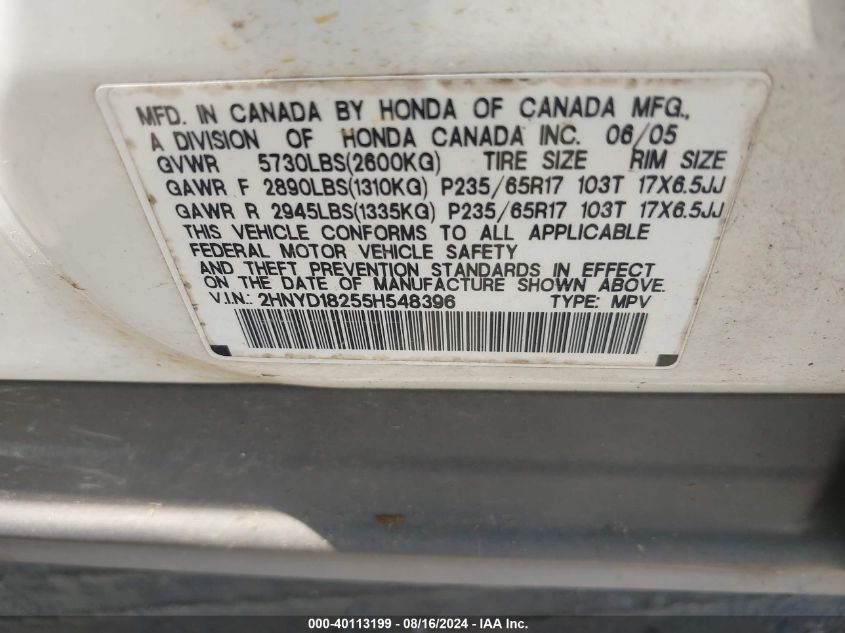 MFD. IN CANADA BY HONDA OF CANADA MFG.,
A DIVISION OF HONDA CANADA INC. 06/05
GVWR 5730LBS(2600KG) TIRE SIZE RIM SIZE
GAWR F 2890LBS(1310KG) P235/65R17 103T 17X6.5JJ
GAWR R 2945LBS(1335KG) P235/65R17 103T 17X6.5JJ
THIS VEHICLE CONFORMS TO ALL APPLICABLE
FEDERAL MOTOR VEHICLE SAFETY
AND THEFT PREVENTION STANDARDS IN EFFECT
ON THE DATE OF MANUFACTURE SHOWN ABOVE.
V.I.N.: 2HNYD18255H548396 TYPE: MPV
000-40113199 - 08/16/2024 - IAA Inc.